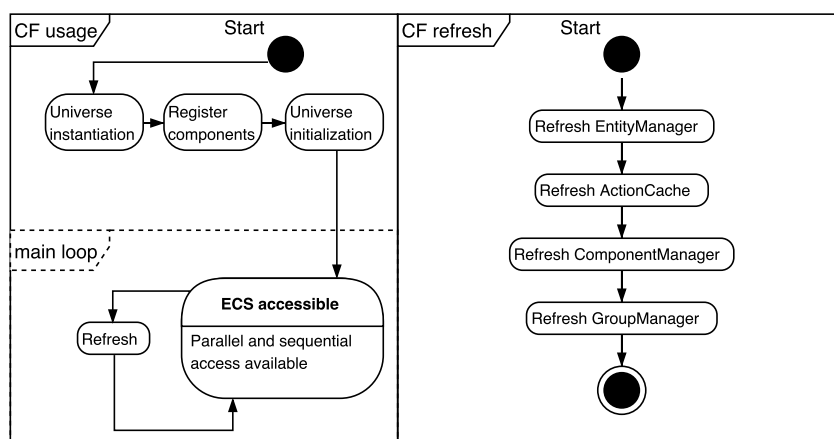 CF usage
Start
Universe
instantiation
Register
components
Universe
initialization
main loop
ECS accessible
Parallel and sequential
access available
Refresh
CF refresh
Start
Refresh EntityManager
Refresh ActionCache
Refresh ComponentManager
Refresh GroupManager